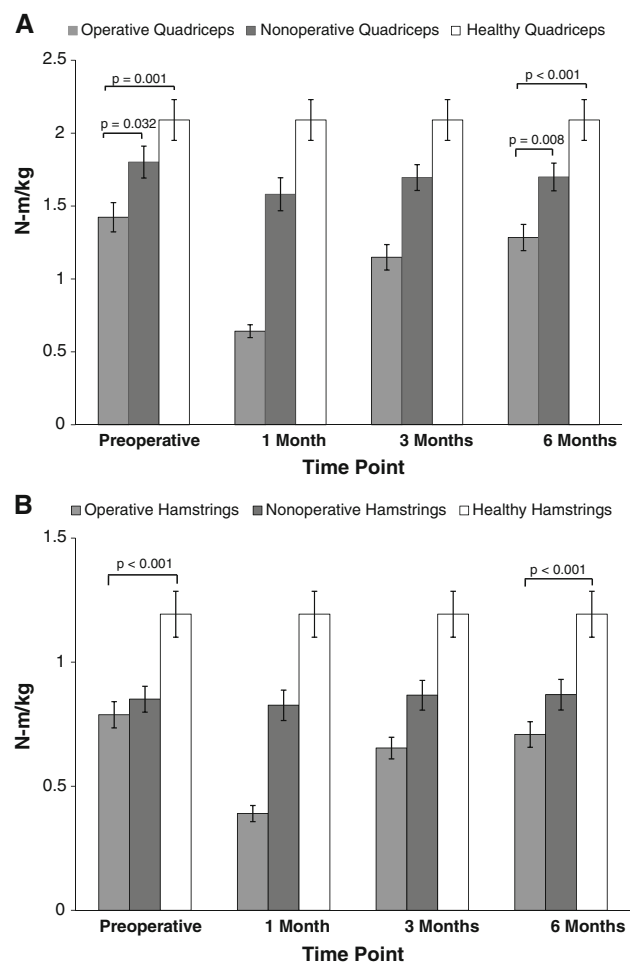 A
Operative Quadriceps Nonoperative Quadriceps Healthy Quadriceps
2.5
p = 0.001
p < 0.001
p = 0.032
p = 0.008
2
1.5
1
0.5
0
N-m/kg
Preoperative 1 Month 3 Months 6 Months
Time Point
B
Operative Hamstrings Nonoperative Hamstrings Healthy Hamstrings
1.5
p < 0.001
p < 0.001
1
0.5
0
N-m/kg
Preoperative 1 Month 3 Months 6 Months
Time Point